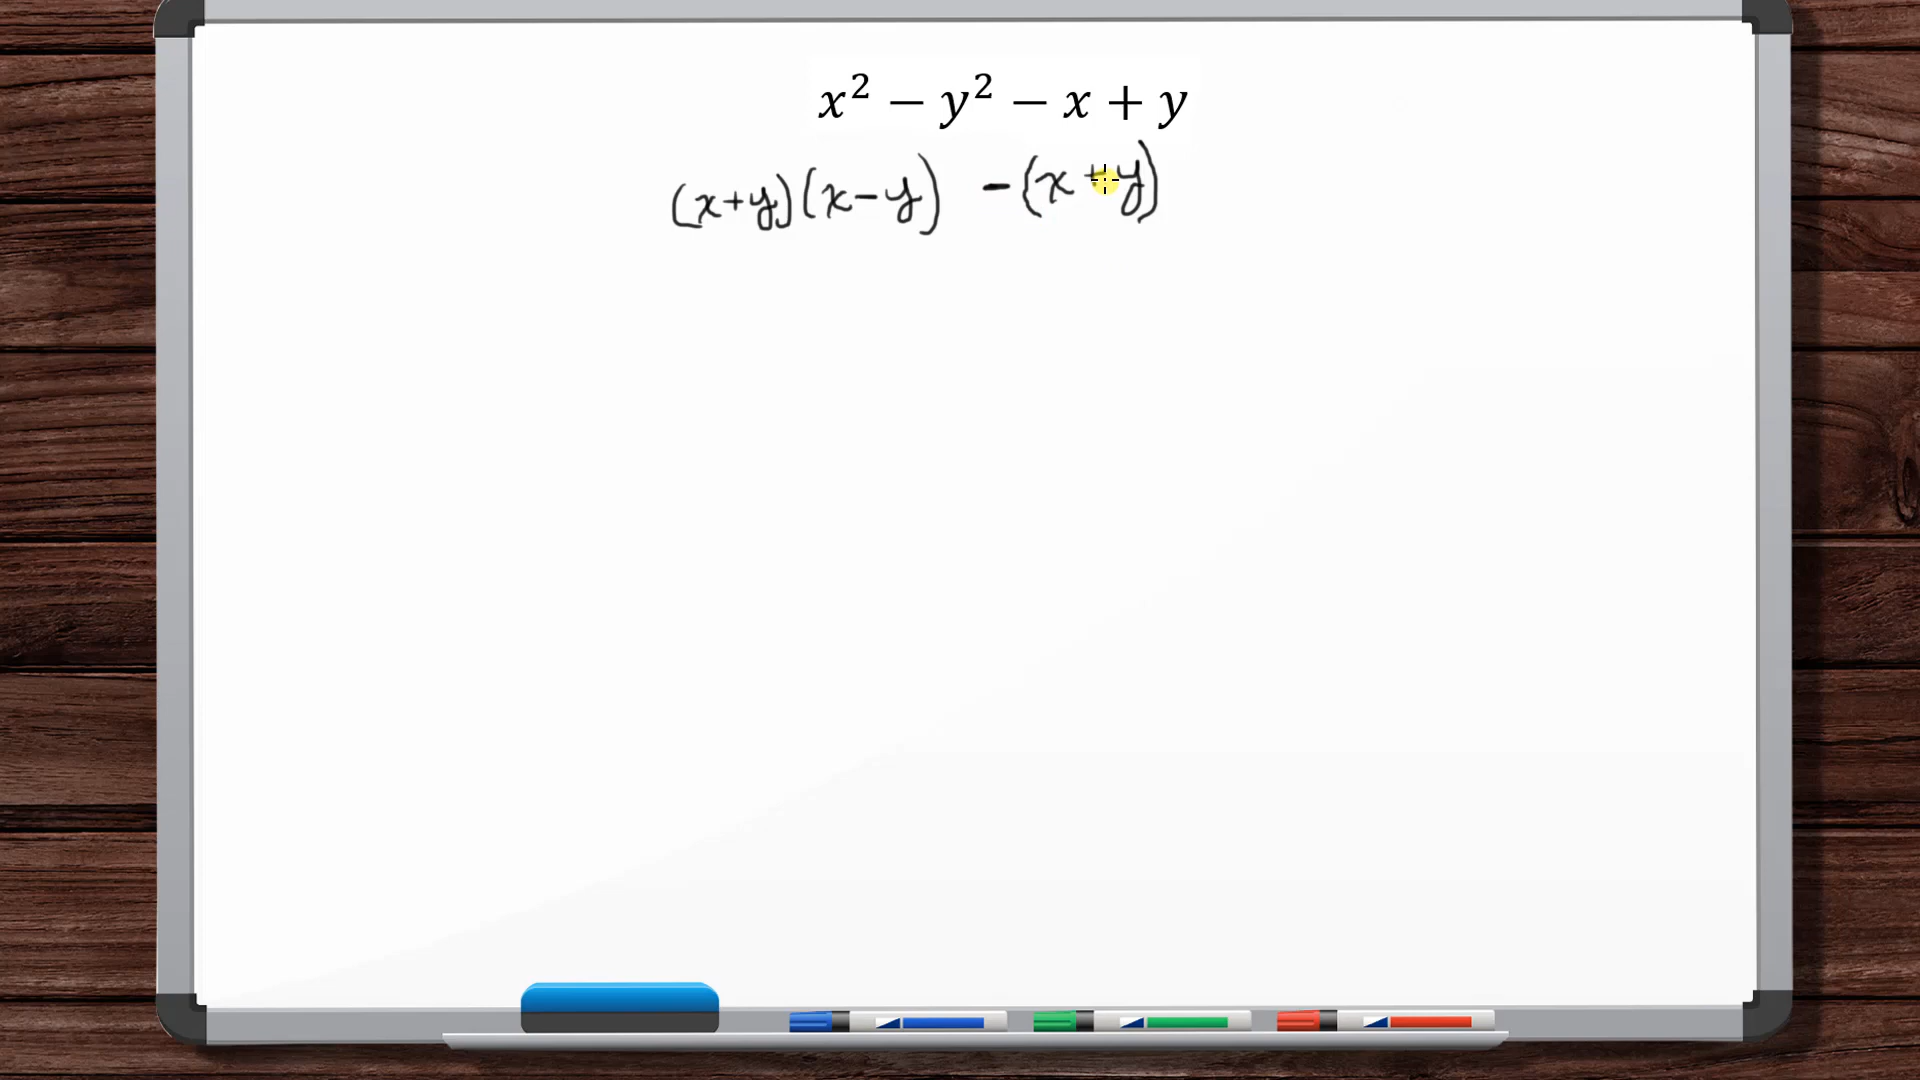 x² − y² − x + y
(x+y)(x−y) −(x+y)